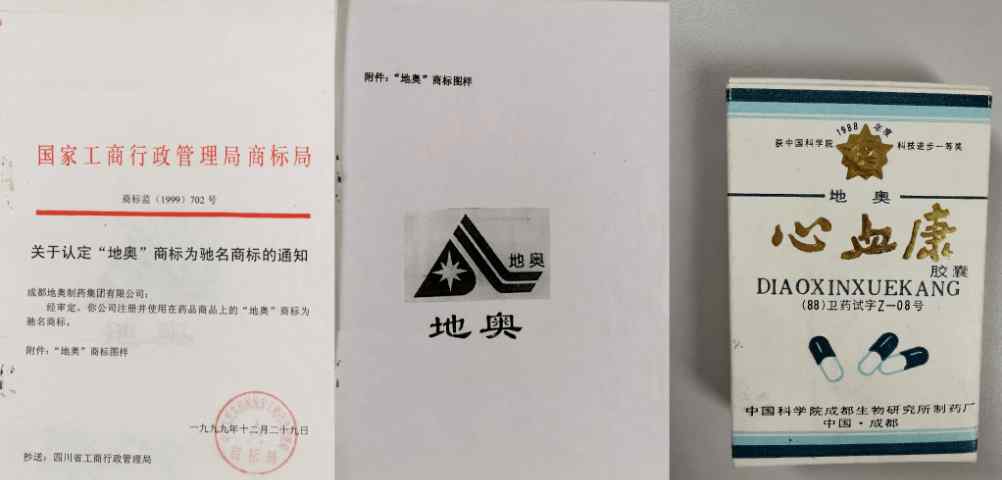 国家工商行政管理局商标局
商标监（1999）702 号
关于认定“地奥”商标为驰名商标的通知
成都地奥制药集团有限公司：
经审定，你公司注册并使用在药品商品上的“地奥”商标为
驰名商标。
附件：“地奥”商标图样
一九九九年十二月二十九日
抄送：四川省工商行政管理局
附件：“地奥”商标图样
地奥
地奥
1988 年度
获中国科学院
科技进步一等奖
地 奥
心血康
胶囊
DIAOXINXUEKANG
(88)卫药试字Z—08号
中国科学院成都生物研究所制药厂
中国·成都